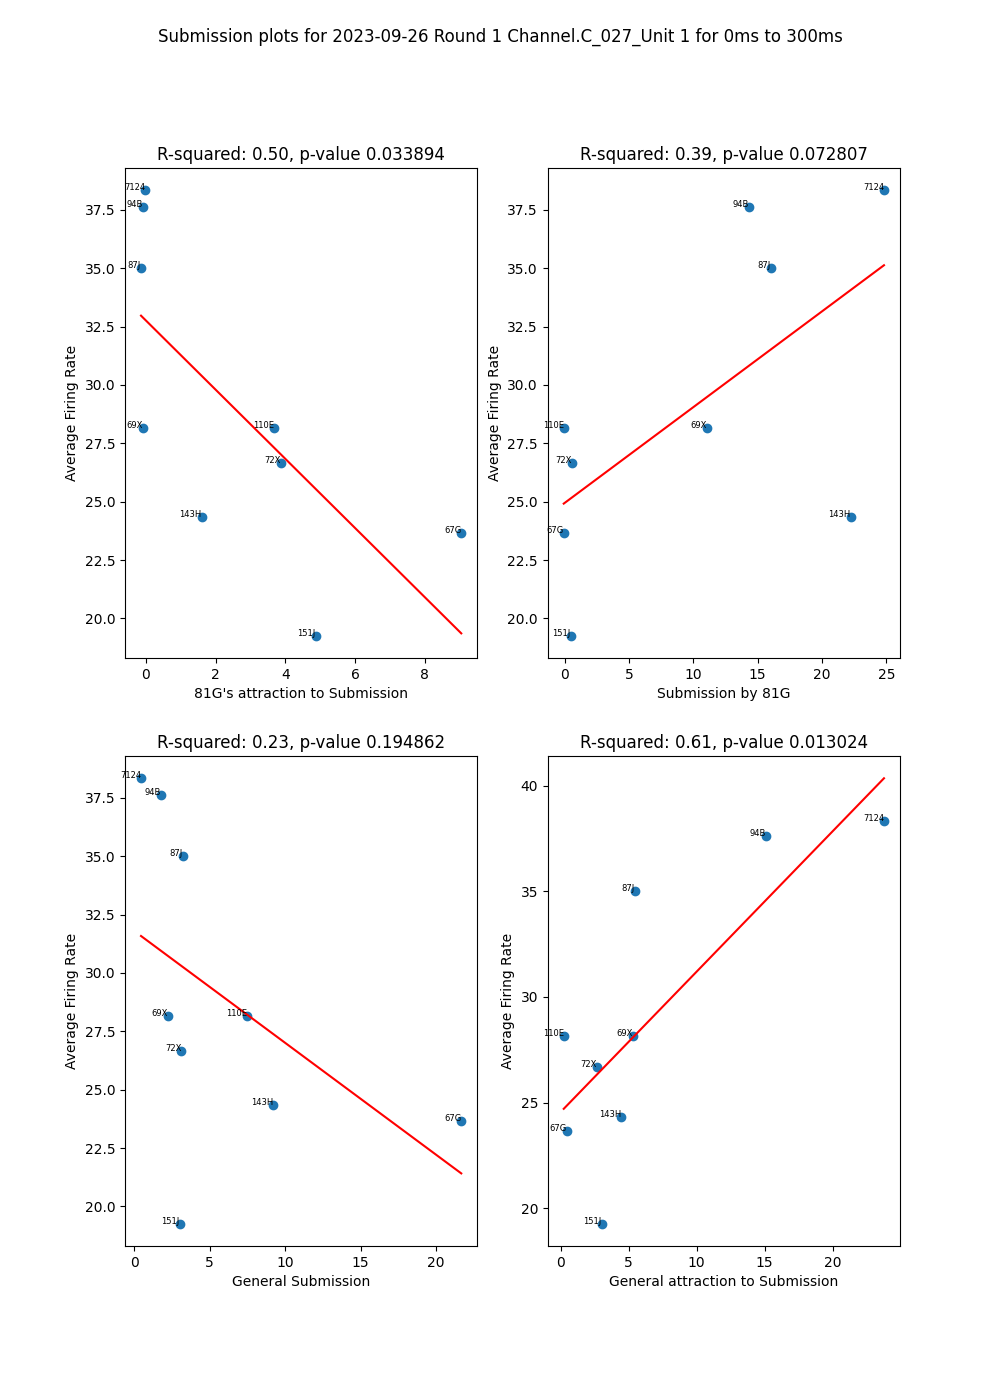 Submission plots for 2023-09-26 Round 1 Channel.C_027_Unit 1 for 0ms to 300ms
R-squared: 0.50, p-value 0.033894
7124
94B
87J
69X
110E
72X
143H
67G
151J
37.5
35.0
32.5
30.0
27.5
25.0
22.5
20.0
Average Firing Rate
0 2 4 6 8
81G's attraction to Submission
R-squared: 0.39, p-value 0.072807
7124
94B
87J
110E
69X
72X
143H
67G
151J
37.5
35.0
32.5
30.0
27.5
25.0
22.5
20.0
Average Firing Rate
0 5 10 15 20 25
Submission by 81G
R-squared: 0.23, p-value 0.194862
7124
94B
87J
69X
110E
72X
143H
67G
151J
37.5
35.0
32.5
30.0
27.5
25.0
22.5
20.0
Average Firing Rate
0 5 10 15 20
General Submission
R-squared: 0.61, p-value 0.013024
7124
94B
87J
110E
69X
72X
143H
67G
151J
40
35
30
25
20
Average Firing Rate
0 5 10 15 20
General attraction to Submission